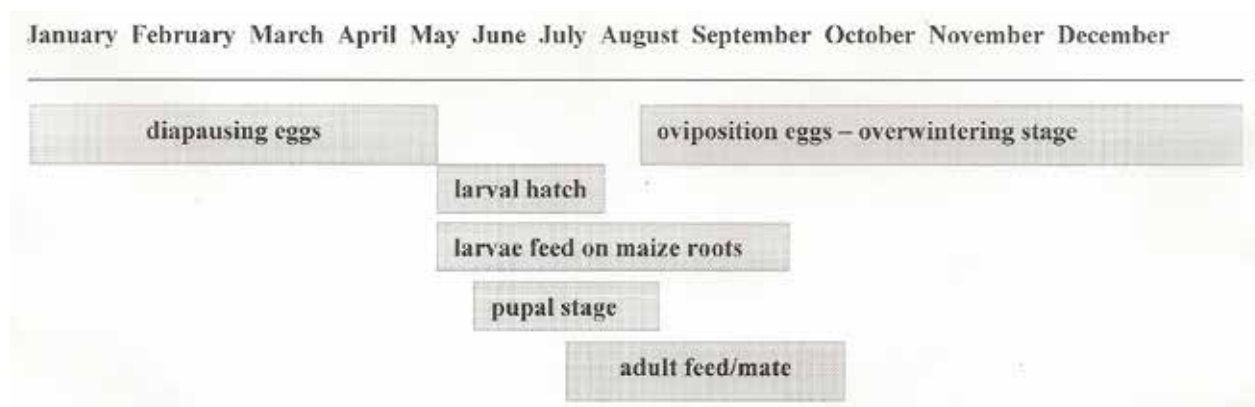 January February March April May June July August September October November December
diapausing eggs
oviposition eggs – overwintering stage
larval hatch
larvae feed on maize roots
pupal stage
adult feed/mate